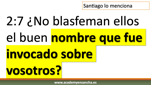 Santiago lo menciona
2:7 ¿No blasfeman ellos
el buen nombre que fue
invocado sobre
vosotros?